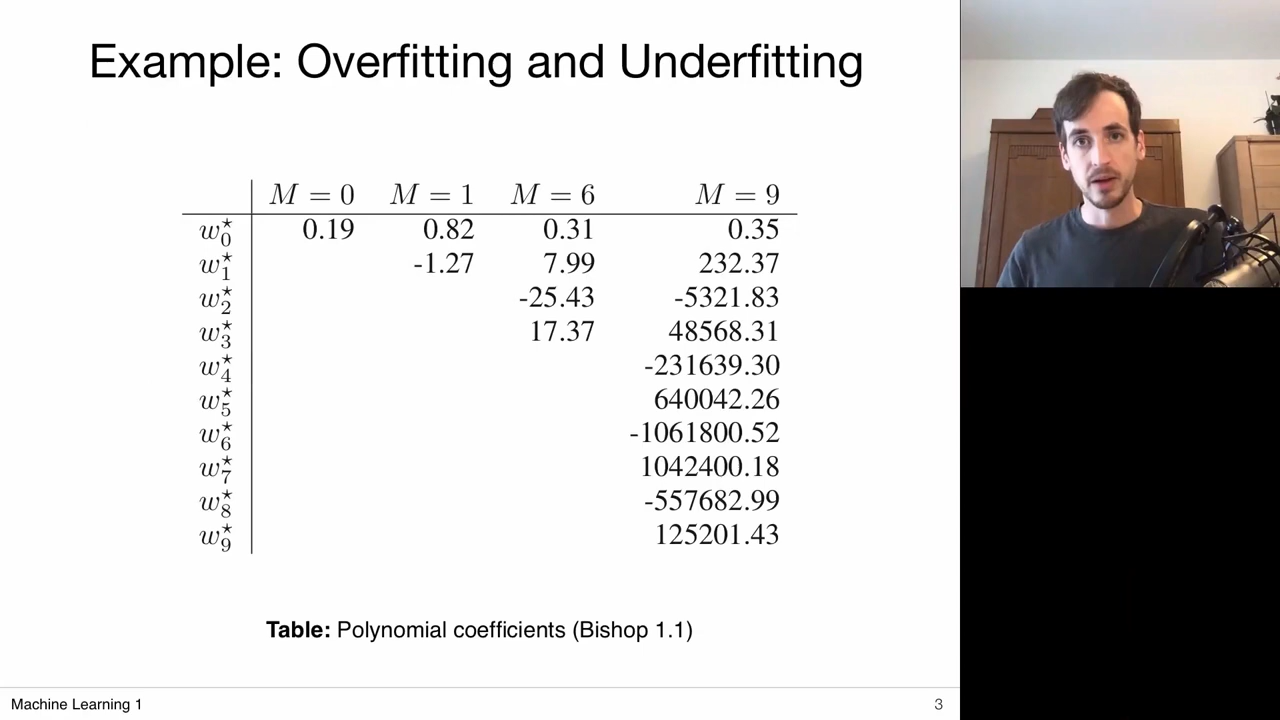 Example: Overfitting and Underfitting
M = 0 M = 1 M = 6 M = 9
w₀⋆ 0.19 0.82 0.31 0.35
w₁⋆ -1.27 7.99 232.37
w₂⋆ -25.43 -5321.83
w₃⋆ 17.37 48568.31
w₄⋆ -231639.30
w₅⋆ 640042.26
w₆⋆ -1061800.52
w₇⋆ 1042400.18
w₈⋆ -557682.99
w₉⋆ 125201.43
Table: Polynomial coefficients (Bishop 1.1)
Machine Learning 1 3